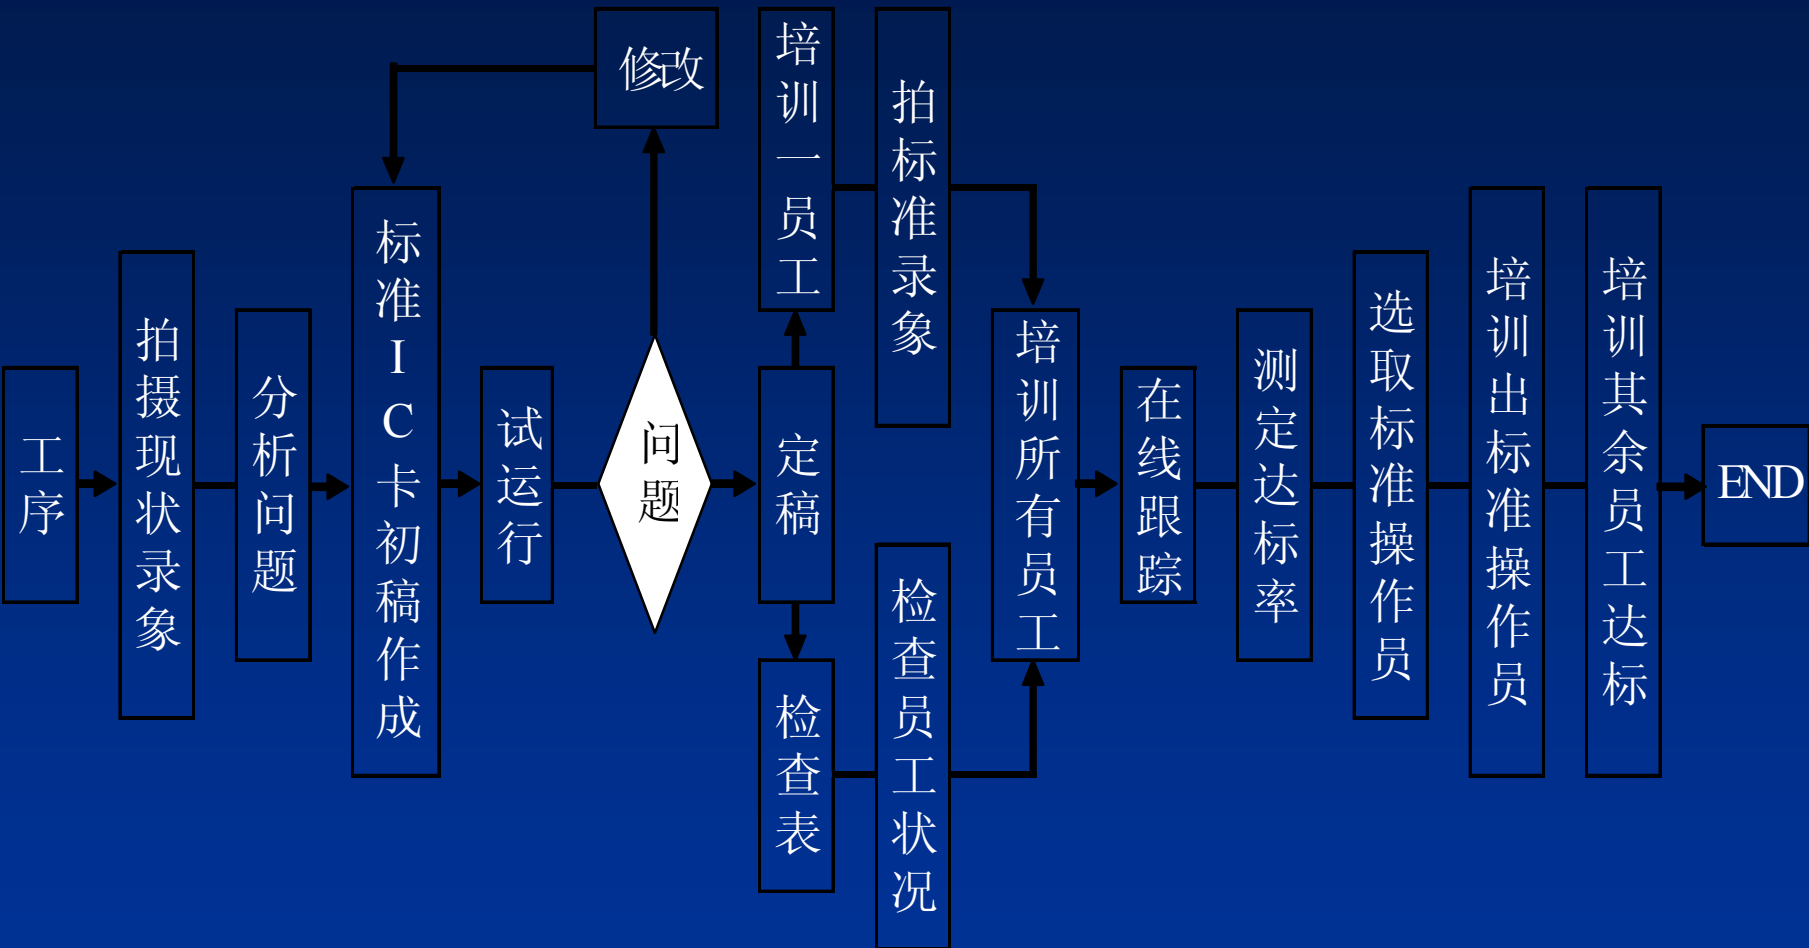 工序
拍摄现状录象
分析问题
标准IC卡初稿作成
试运行
问题
修改
定稿
培训一员工
拍标准录象
检查表
检查员工状况
培训所有员工
在线跟踪
测定达标率
选取标准操作员
培训出标准操作员
培训其余员工达标
END